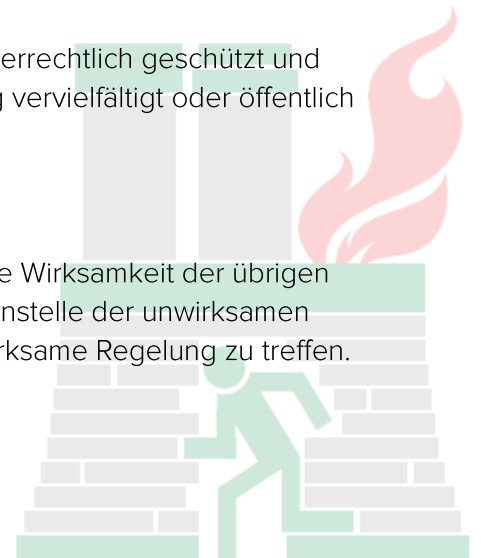 errechtlich geschützt und
g vervielfältigt oder öffentlich
e Wirksamkeit der übrigen
nstelle der unwirksamen
rksame Regelung zu treffen.